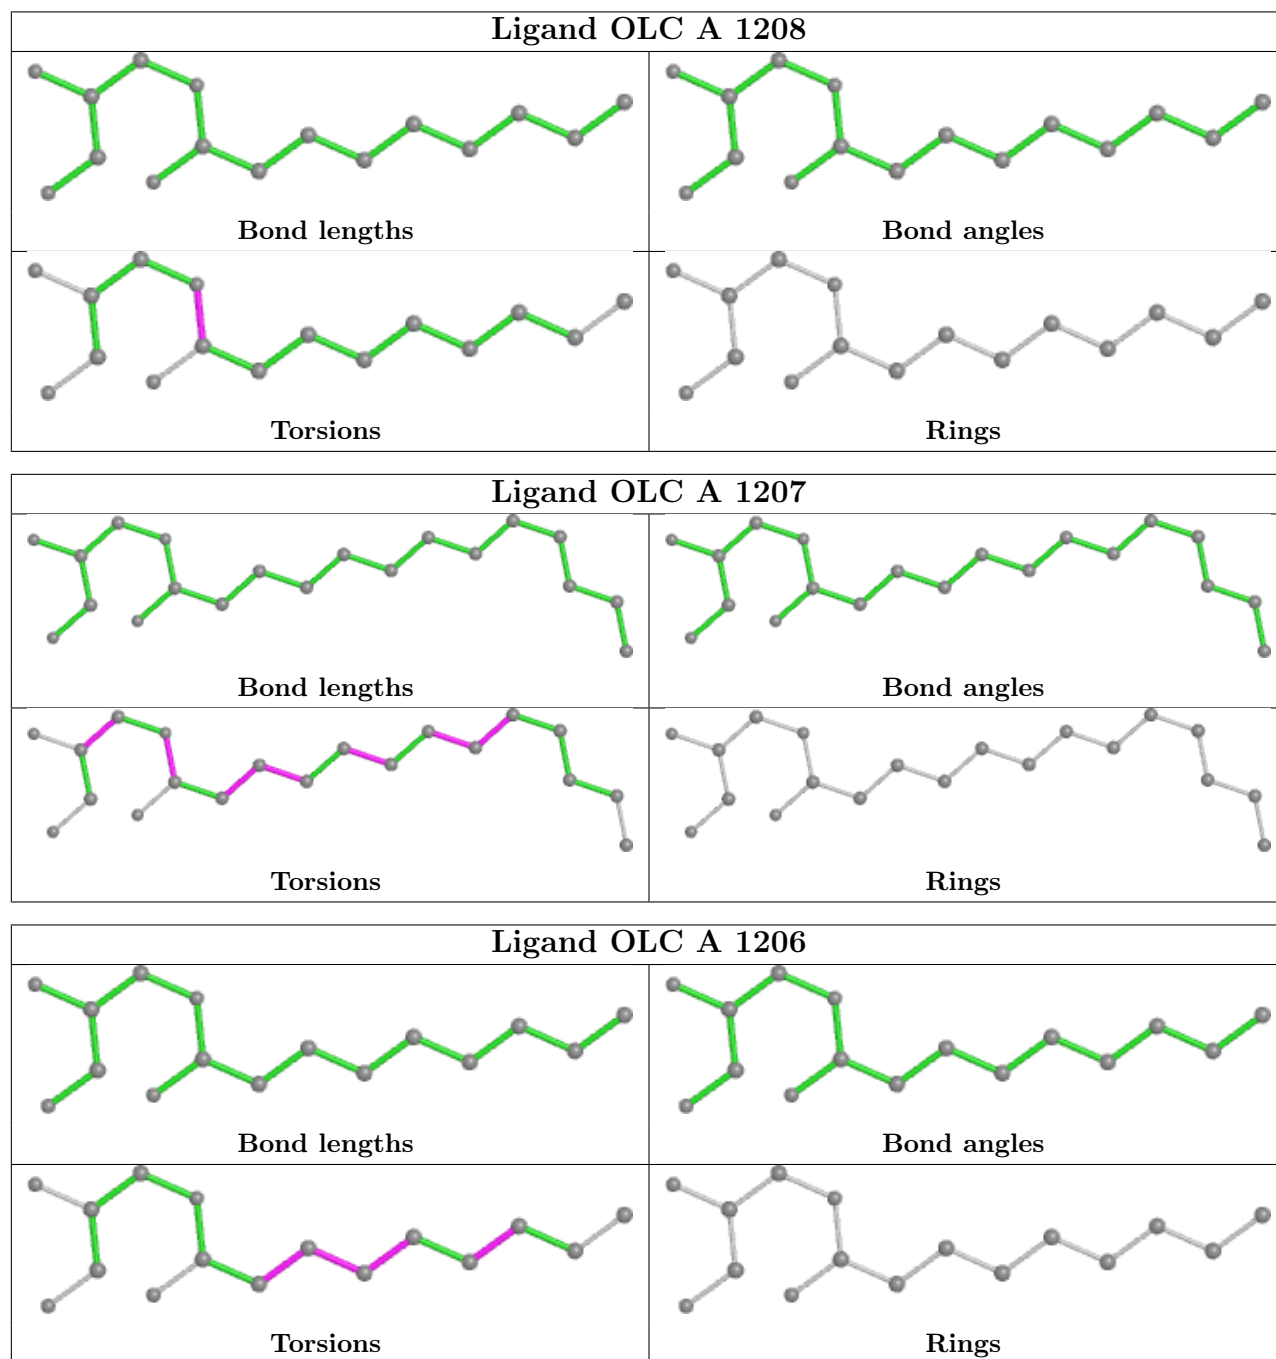 Ligand OLC A 1208
Bond lengths
Bond angles
Torsions
Rings
Ligand OLC A 1207
Bond lengths
Bond angles
Torsions
Rings
Ligand OLC A 1206
Bond lengths
Bond angles
Torsions
Rings